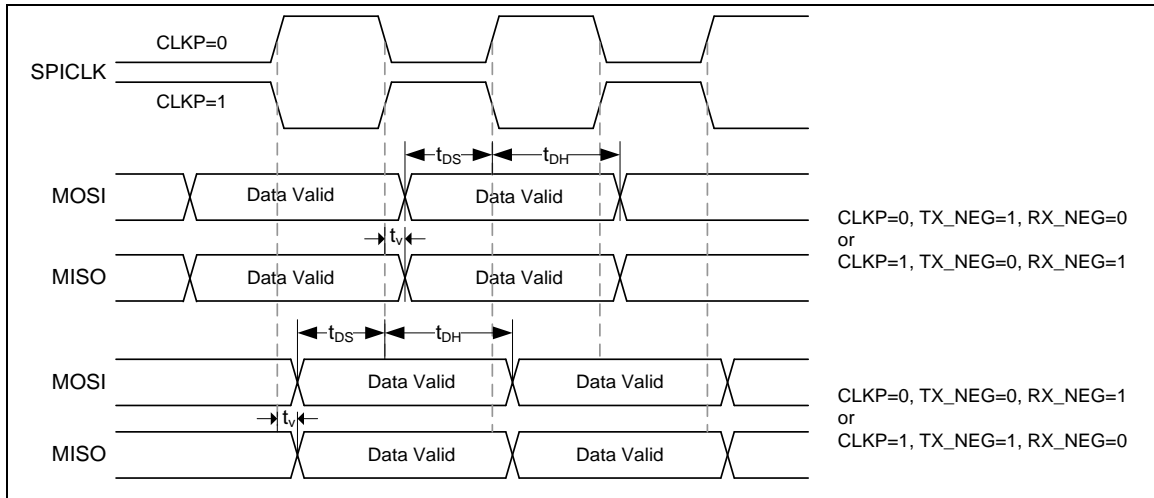 CLKP=0
SPICLK
CLKP=1
tDS
tDH
MOSI
Data Valid
Data Valid
CLKP=0, TX_NEG=1, RX_NEG=0
or
CLKP=1, TX_NEG=0, RX_NEG=1
tv
MISO
Data Valid
Data Valid
tDS
tDH
MOSI
Data Valid
Data Valid
CLKP=0, TX_NEG=0, RX_NEG=1
or
CLKP=1, TX_NEG=1, RX_NEG=0
tv
MISO
Data Valid
Data Valid